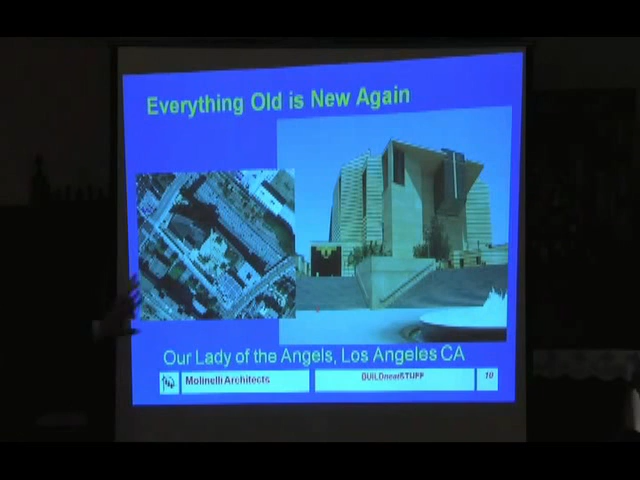 Everything Old is New Again
Our Lady of the Angels, Los Angeles CA
Molinelli Architects
BUILDnearSTUFF
10